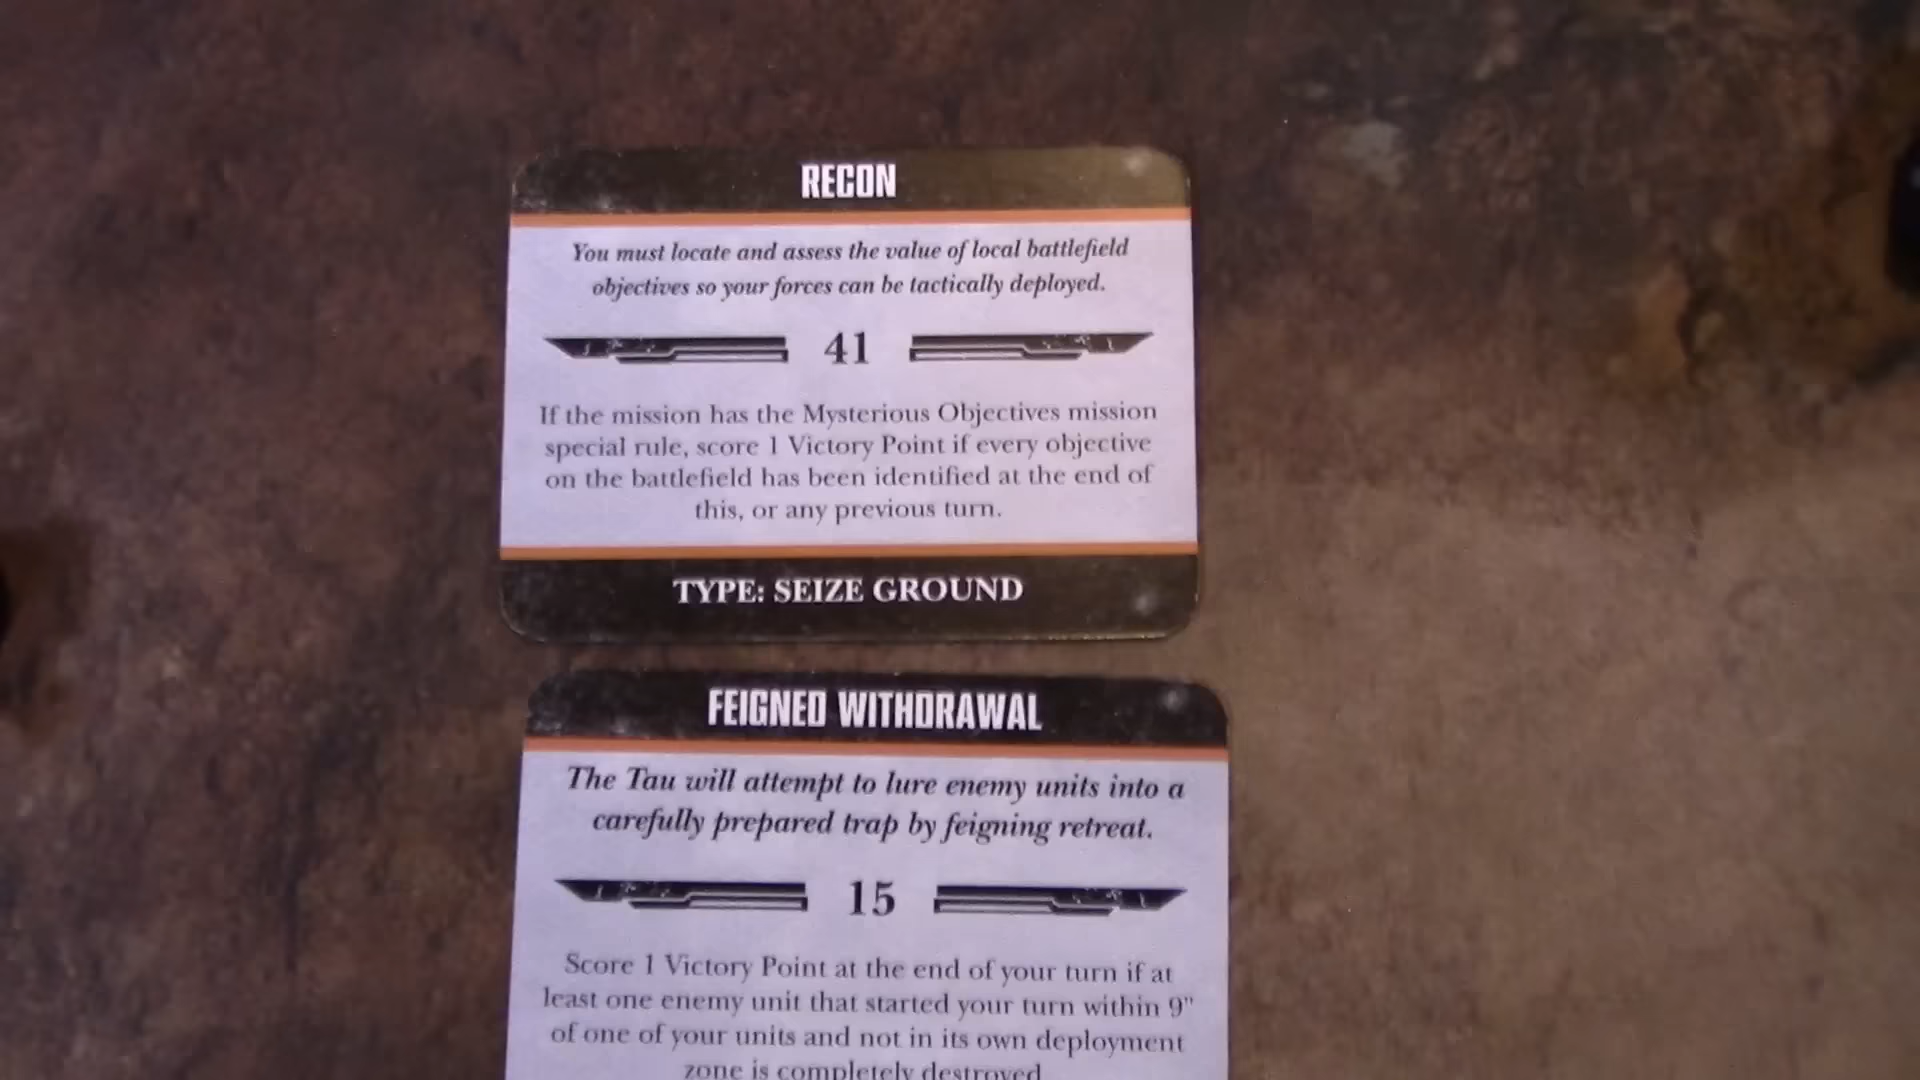 RECON
You must locate and assess the value of local battlefield
objectives so your forces can be tactically deployed.
41
If the mission has the Mysterious Objectives mission
special rule, score 1 Victory Point if every objective
on the battlefield has been identified at the end of
this, or any previous turn.
TYPE: SEIZE GROUND
FEIGNED WITHDRAWAL
The Tau will attempt to lure enemy units into a
carefully prepared trap by feigning retreat.
15
Score 1 Victory Point at the end of your turn if at
least one enemy unit that started your turn within 9"
of one of your units and not in its own deployment
zone is completely destroyed